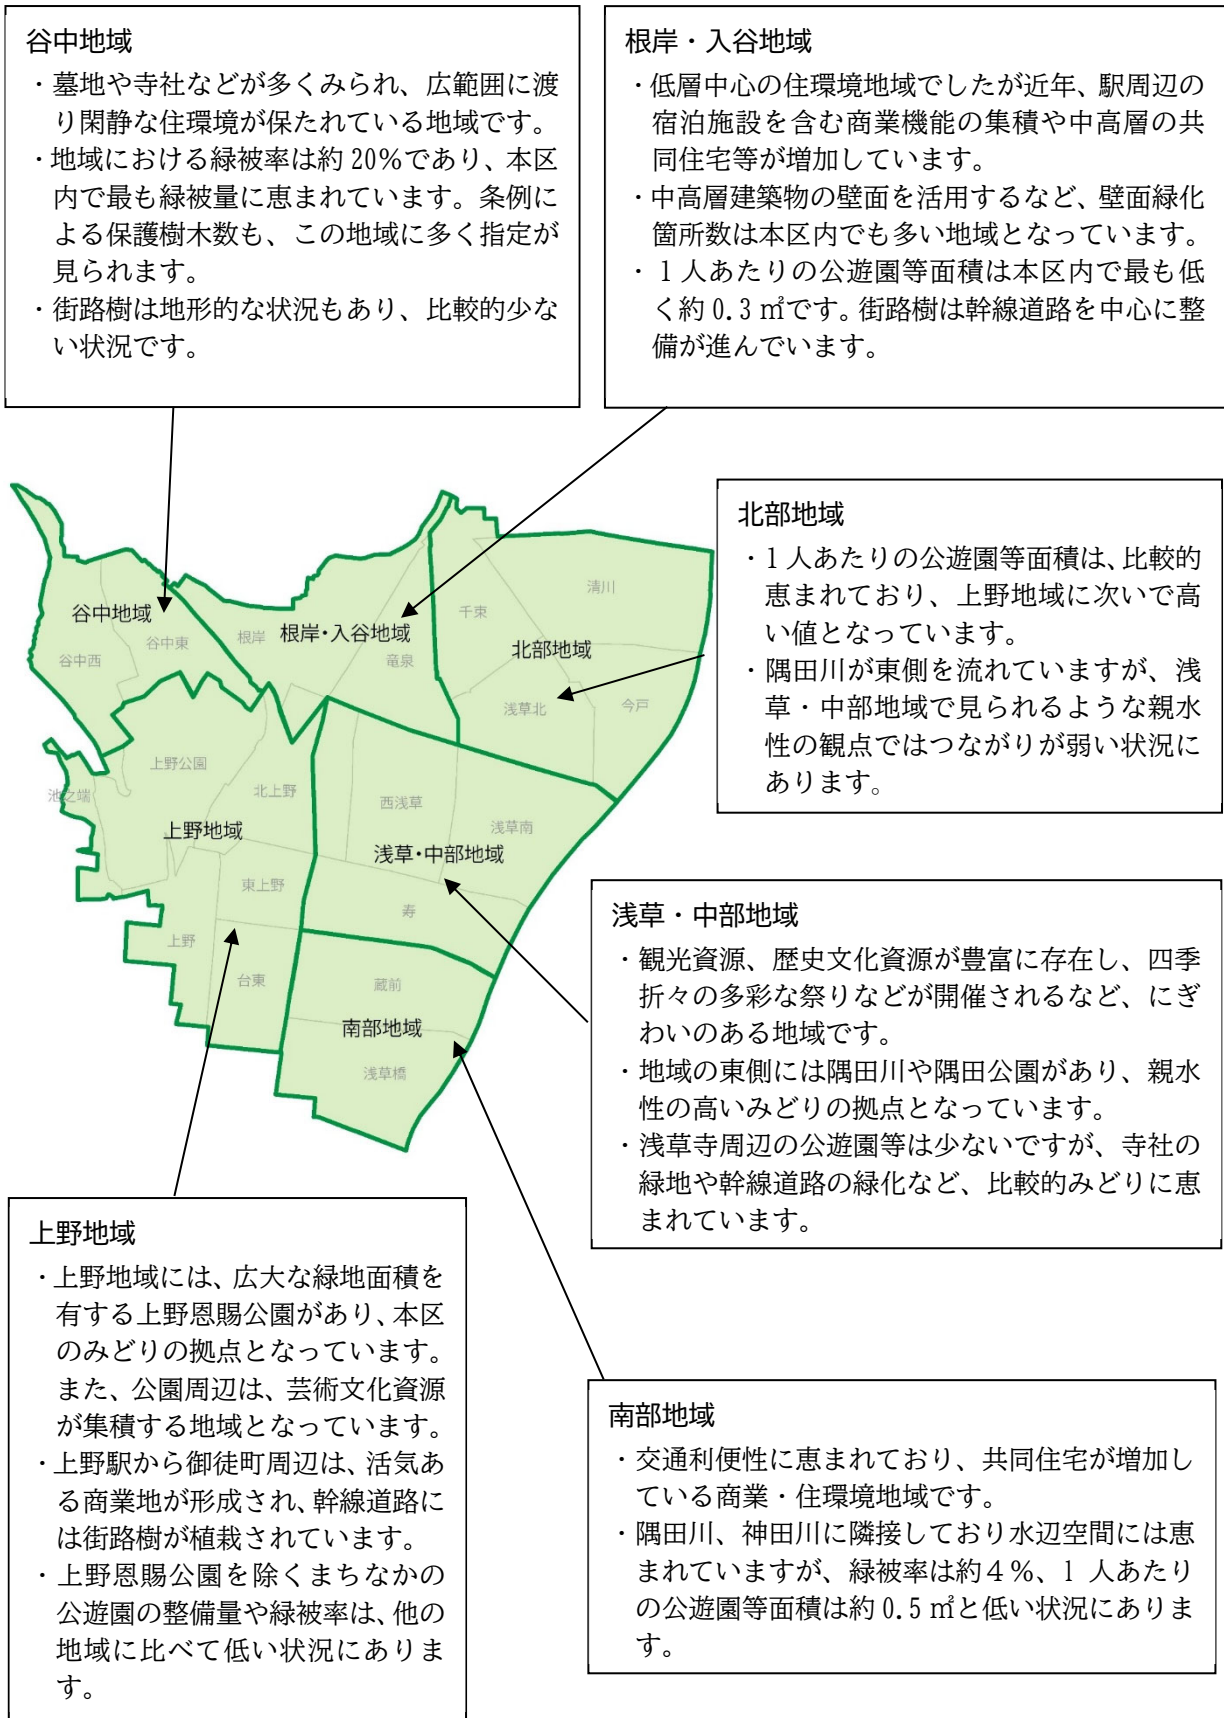 谷中地域
・墓地や寺社などが多くみられ、広範囲に渡
り閑静な住環境が保たれている地域です。
・地域における緑被率は約 20%であり、本区
内で最も緑被量に恵まれています。条例に
よる保護樹木数も、この地域に多く指定が
見られます。
・街路樹は地形的な状況もあり、比較的少な
い状況です。
根岸・入谷地域
・低層中心の住環境地域でしたが近年、駅周辺の
宿泊施設を含む商業機能の集積や中高層の共
同住宅等が増加しています。
・中高層建築物の壁面を活用するなど、壁面緑化
箇所数は本区内でも多い地域となっています。
・１人あたりの公遊園等面積は本区内で最も低
く約 0.3 ㎡です。街路樹は幹線道路を中心に整
備が進んでいます。
北部地域
・1 人あたりの公遊園等面積は、比較的
恵まれており、上野地域に次いで高
い値となっています。
・隅田川が東側を流れていますが、浅
草・中部地域で見られるような親水
性の観点ではつながりが弱い状況に
あります。
谷中地域
谷中東
谷中西
根岸
根岸・入谷地域
竜泉
千束
清川
北部地域
浅草北
今戸
上野公園
池之端
北上野
上野地域
西浅草
浅草南
浅草・中部地域
東上野
寿
上野
台東
蔵前
南部地域
浅草橋
浅草・中部地域
・観光資源、歴史文化資源が豊富に存在し、四季
折々の多彩な祭りなどが開催されるなど、にぎ
わいのある地域です。
・地域の東側には隅田川や隅田公園があり、親水
性の高いみどりの拠点となっています。
・浅草寺周辺の公遊園等は少ないですが、寺社の
緑地や幹線道路の緑化など、比較的みどりに恵
まれています。
上野地域
・上野地域には、広大な緑地面積を
有する上野恩賜公園があり、本区
のみどりの拠点となっています。
また、公園周辺は、芸術文化資源
が集積する地域となっています。
・上野駅から御徒町周辺は、活気あ
る商業地が形成され、幹線道路に
は街路樹が植栽されています。
・上野恩賜公園を除くまちなかの
公遊園の整備量や緑被率は、他の
地域に比べて低い状況にありま
す。
南部地域
・交通利便性に恵まれており、共同住宅が増加し
ている商業・住環境地域です。
・隅田川、神田川に隣接しており水辺空間には恵
まれていますが、緑被率は約４%、1 人あたり
の公遊園等面積は約 0.5 ㎡と低い状況にありま
す。